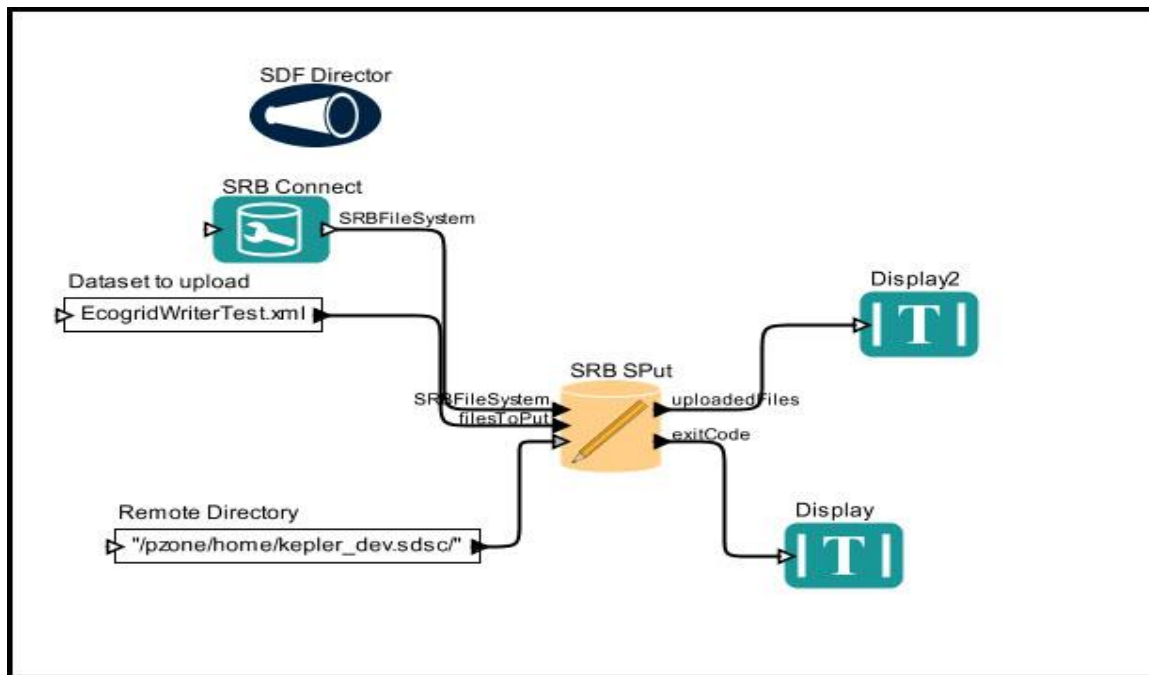 SDF Director
SRB Connect
SRBFileSystem
Dataset to upload
EcogridWriterTest.xml
Display2
T
SRB SPut
SRBFileSystem
uploadedFiles
filesToPut
exitCode
Remote Directory
"/pzone/home/kepler_dev.sdsc/"
Display
T